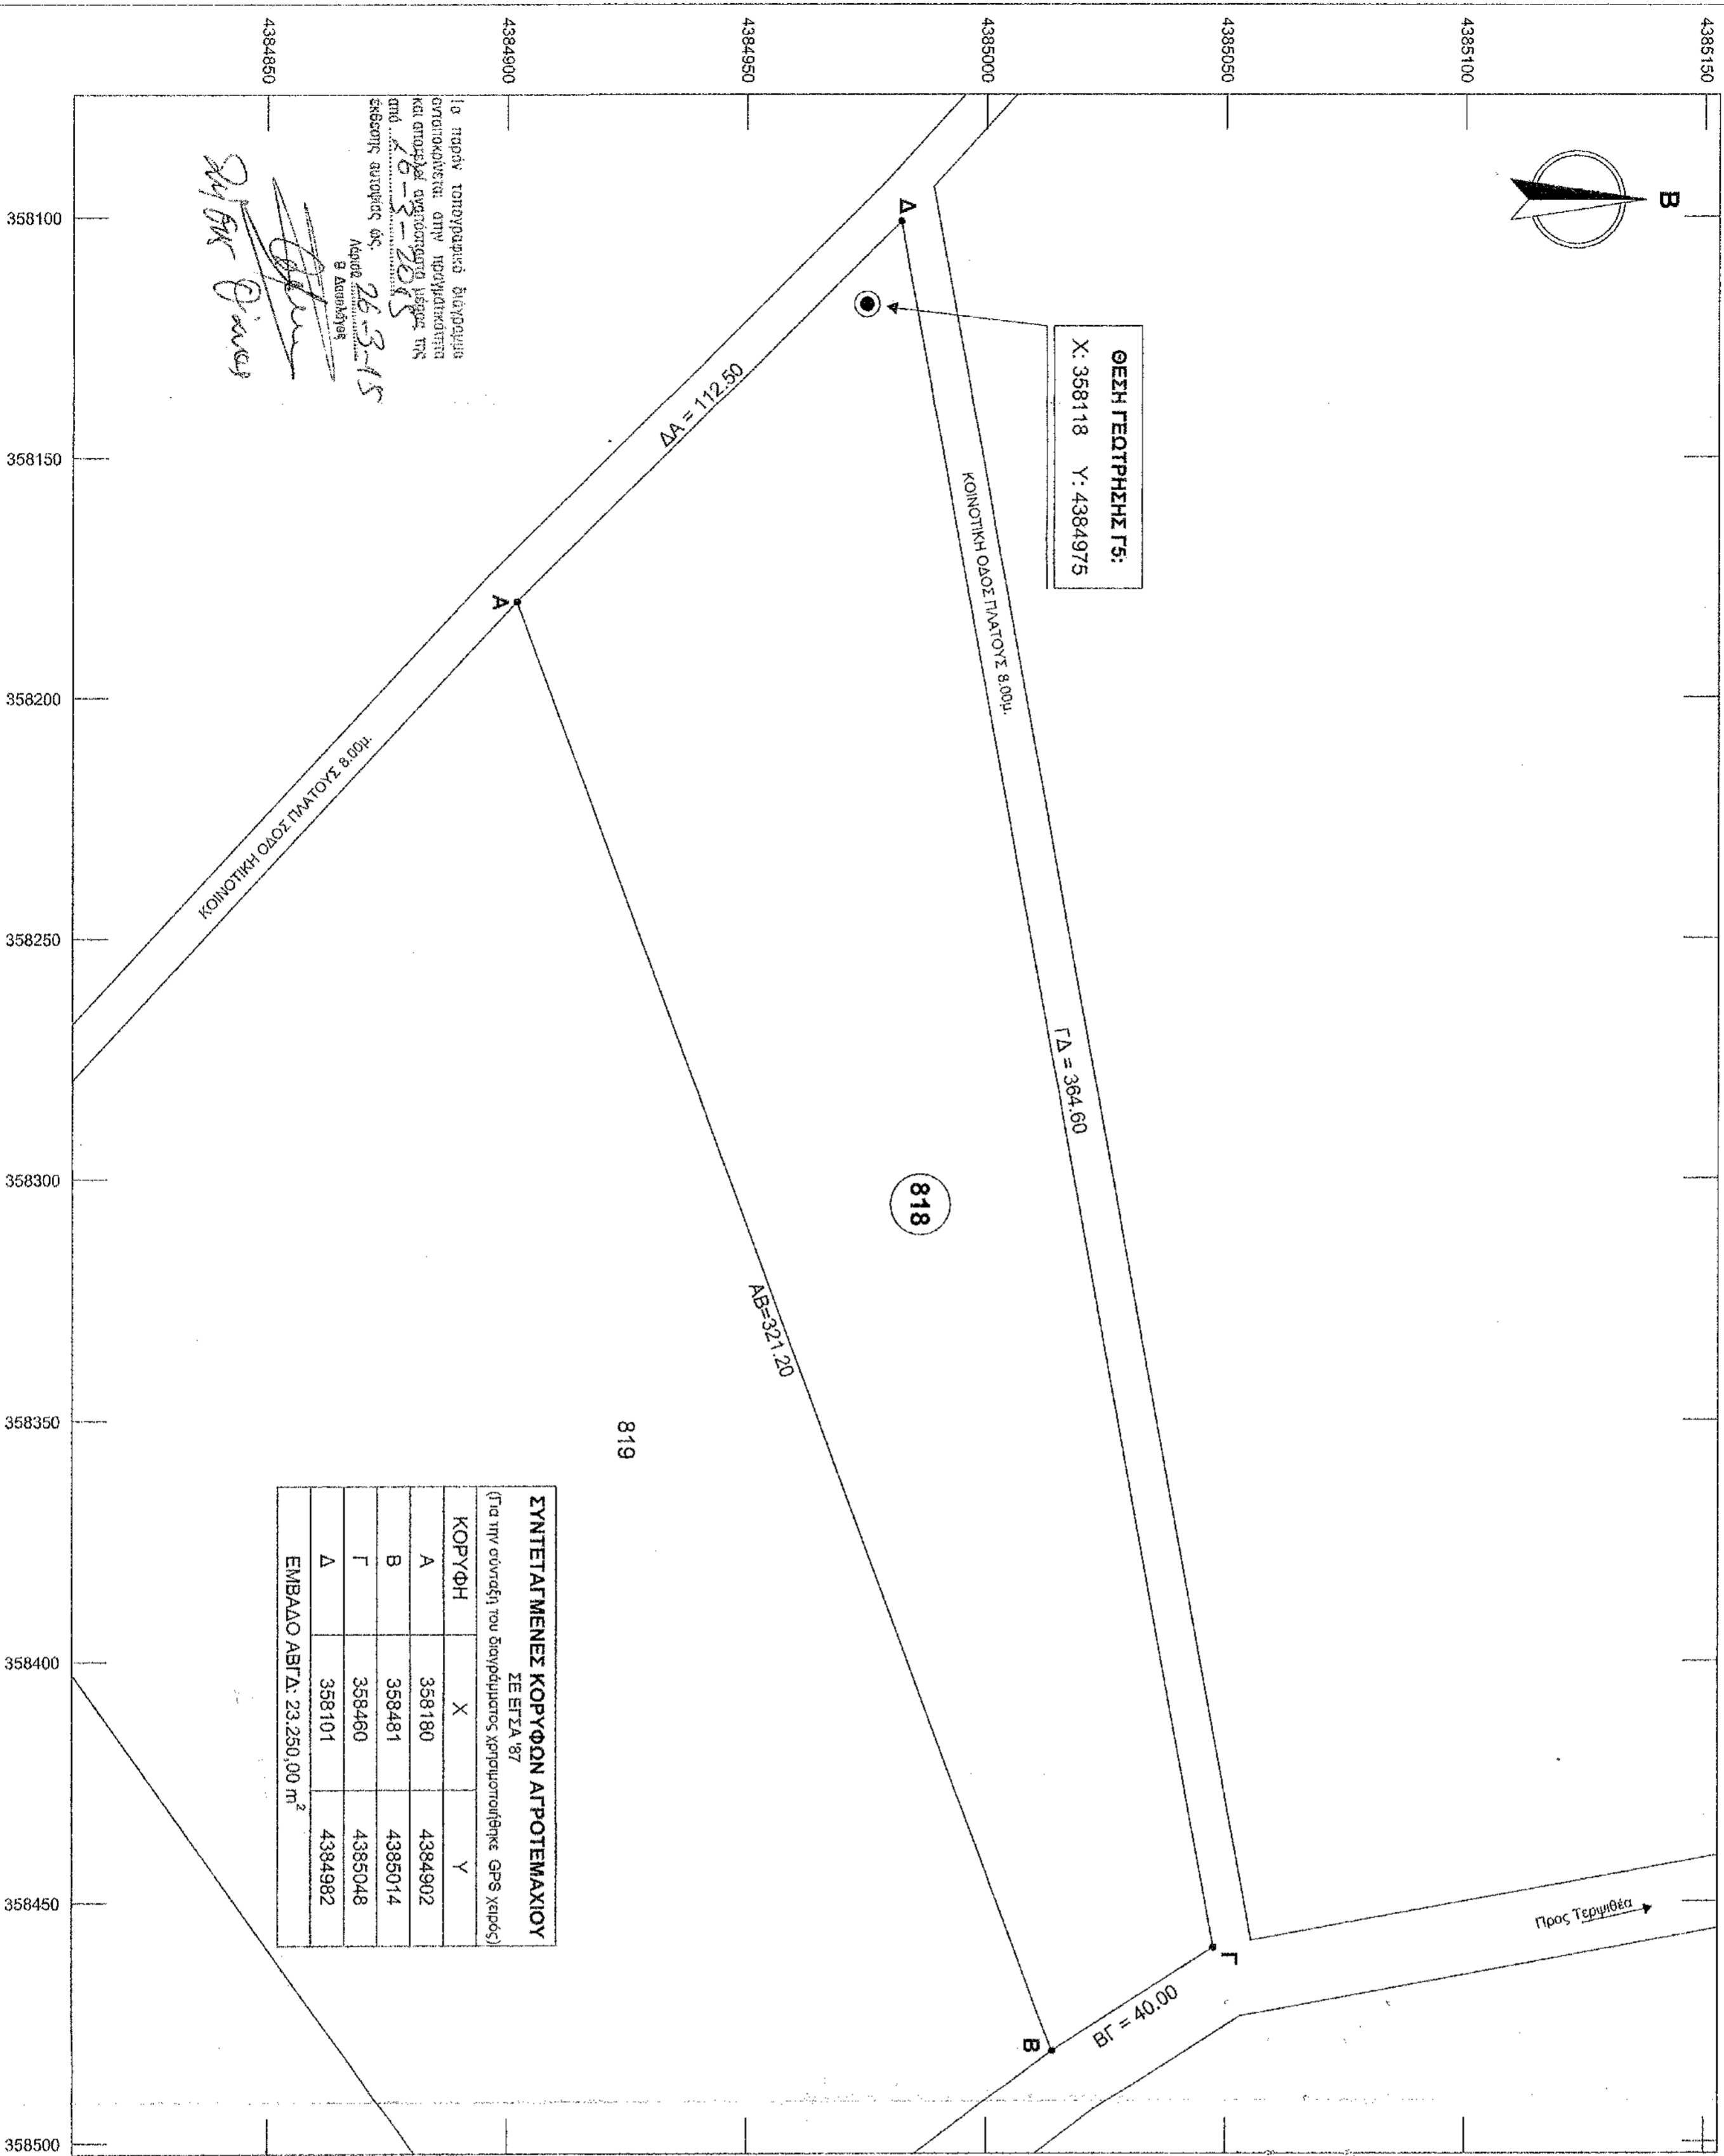 4385150
4385100
4385050
4385000
4384950
4384900
4384850
358100
358150
358200
358250
358300
358350
358400
358450
358500
Β
ΘΕΣΗ ΓΕΩΤΡΗΣΗΣ Γ5:
Χ: 358118 Υ: 4384975
Δ
ΚΟΙΝΟΤΙΚΗ ΟΔΟΣ ΠΛΑΤΟΥΣ 8.00μ.
ΓΔ = 364.60
Προς Τερψιθέα
Γ
ΒΓ = 40.00
Β
ΔΑ = 112.50
Α
818
ΑΒ=321.20
ΚΟΙΝΟΤΙΚΗ ΟΔΟΣ ΠΛΑΤΟΥΣ 8.00μ.
819
Το παρόν τοπογραφικό διάγραμμα
ανταποκρίνεται στην πραγματικότητα
και αποτελεί αναπόσπαστο μέρος της
από 26-3-2015
έκθεσης αυτοψίας ός.
Λάρισα 26-3-15
Ο Δασολόγος
ΣΥΝΤΕΤΑΓΜΕΝΕΣ ΚΟΡΥΦΩΝ ΑΓΡΟΤΕΜΑΧΙΟΥ
ΣΕ ΕΓΣΑ '87
(Για την σύνταξη του διαγράμματος χρησιμοποιήθηκε GPS χειρός)
ΚΟΡΥΦΗ Χ Υ
Α 358180 4384902
Β 358481 4385014
Γ 358460 4385048
Δ 358101 4384982
ΕΜΒΑΔΟ ΑΒΓΔ: 23.250,00 m²